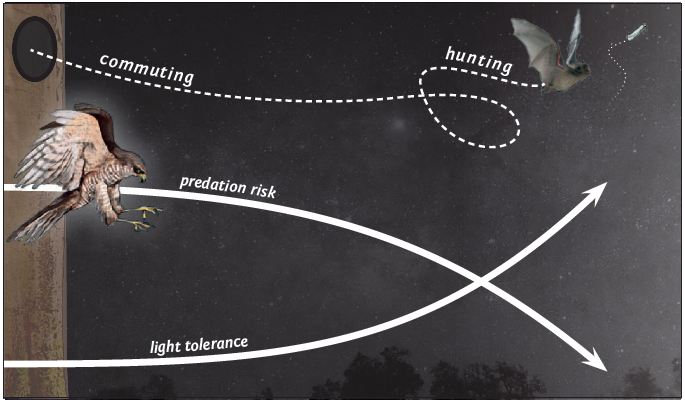 commuting
hunting
predation risk
light tolerance